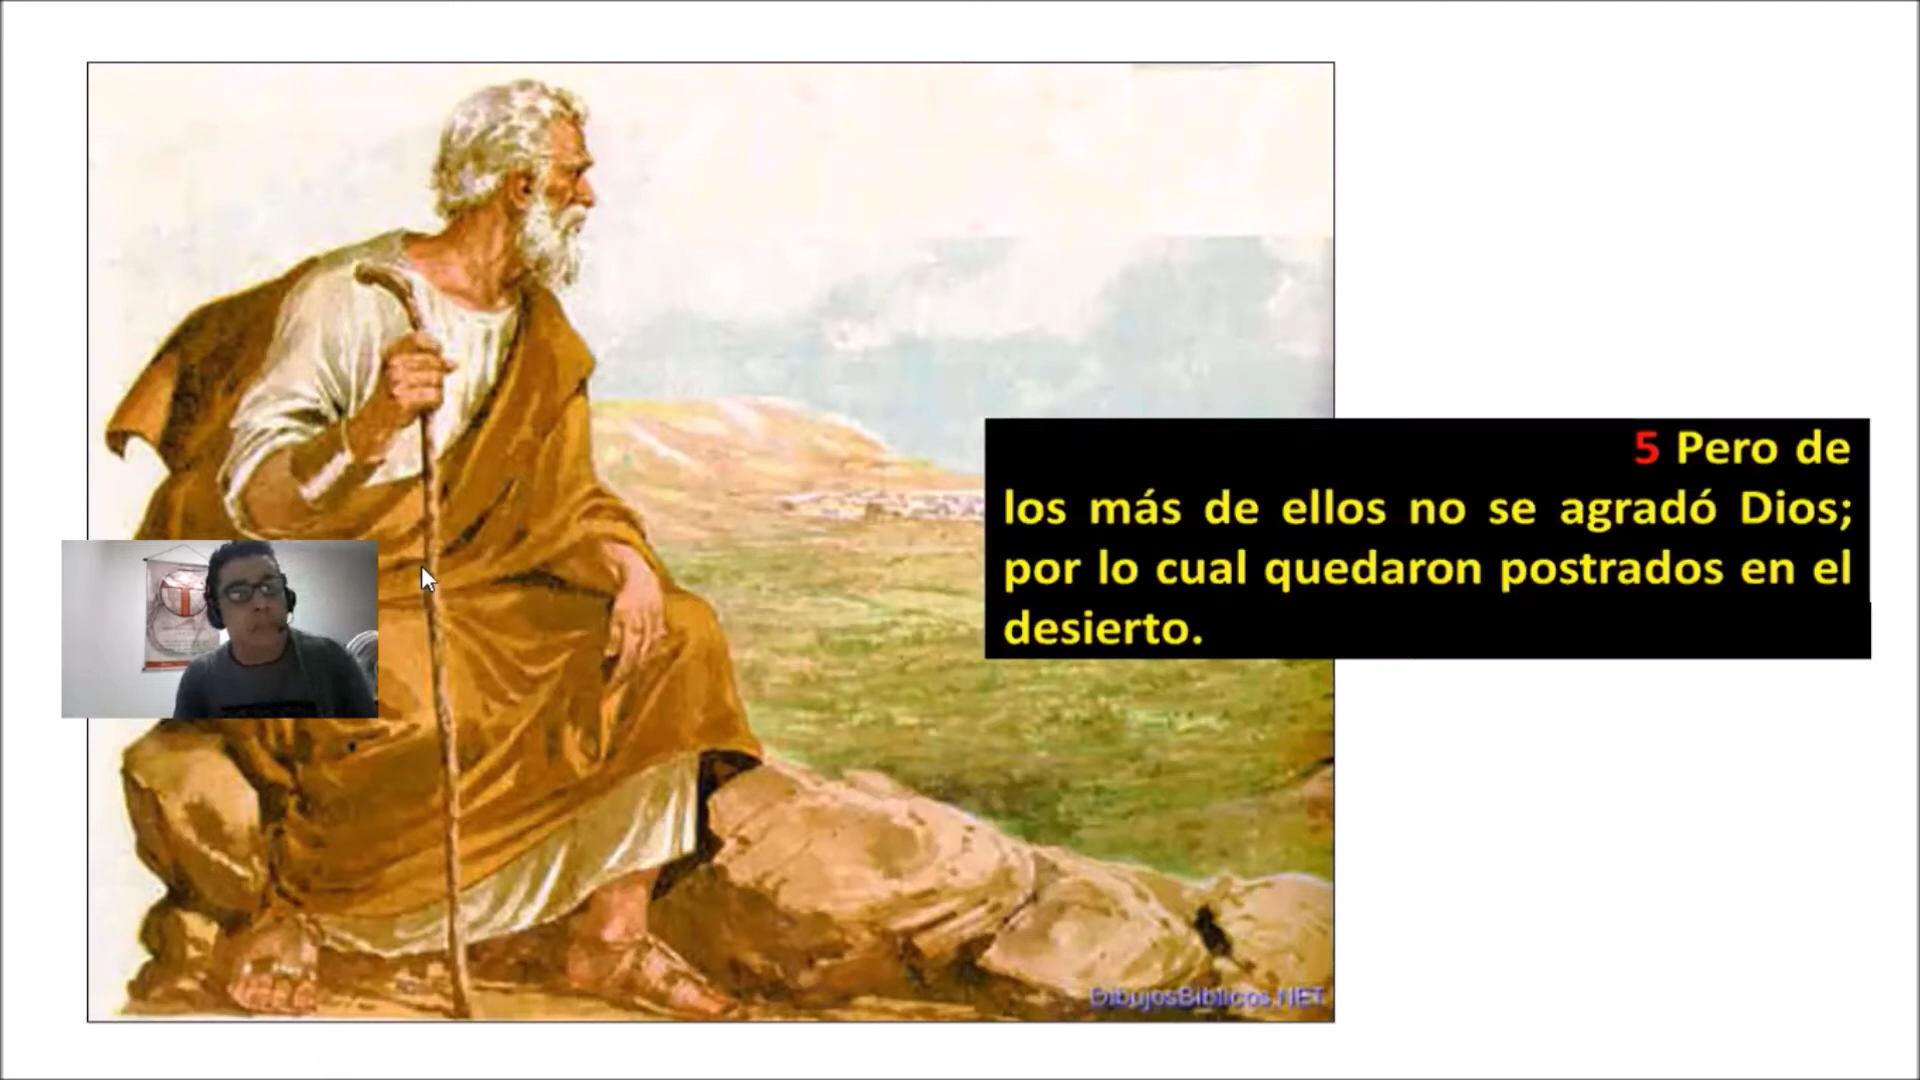 5 Pero de
los más de ellos no se agradó Dios;
por lo cual quedaron postrados en el
desierto.
DibujosBiblicos.NET